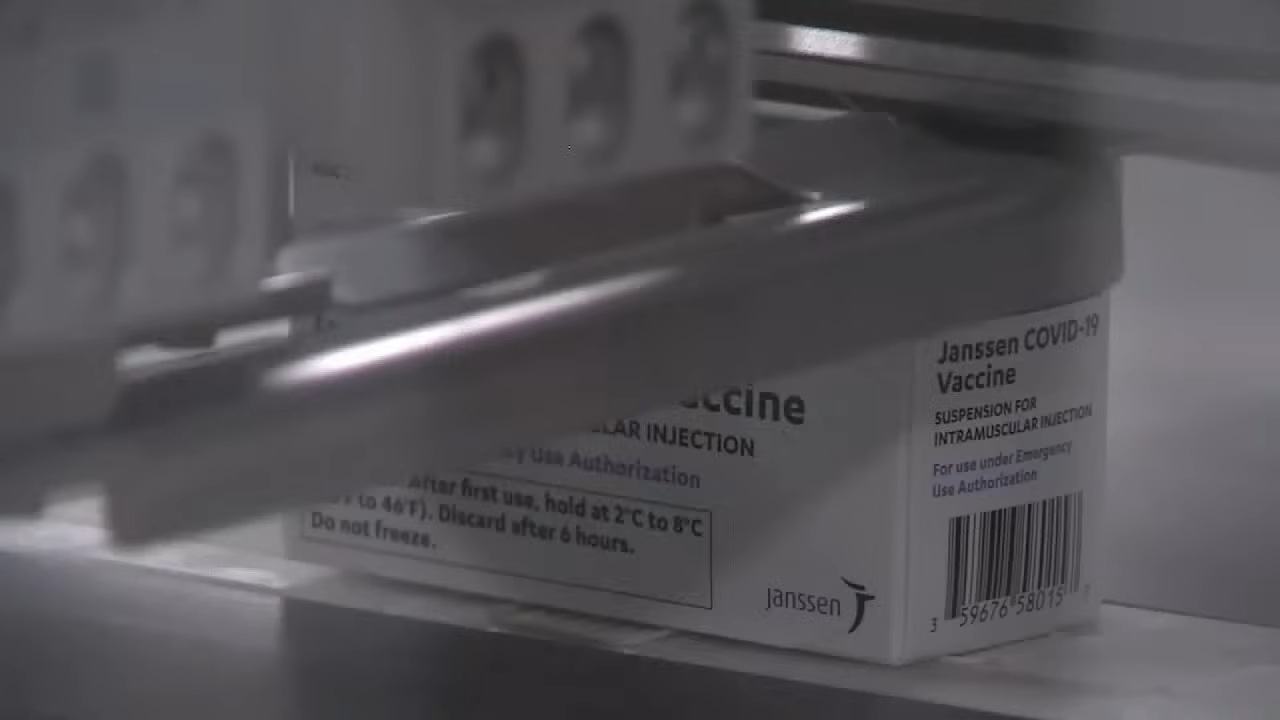 accine
LAR INJECTION
Use Authorization
After first use, hold at 2°C to 8°C
to 46°F). Discard after 6 hours.
Do not freeze.
janssen
Janssen COVID-19
Vaccine
SUSPENSION FOR
INTRAMUSCULAR INJECTION
For use under Emergency
Use Authorization
3 59676 58015 7